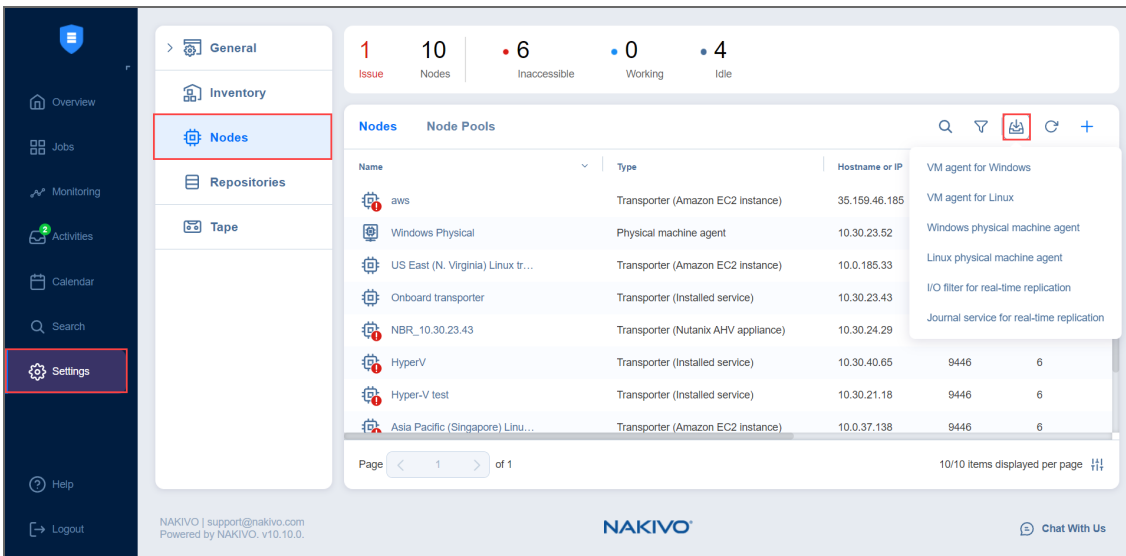 Overview
Jobs
Monitoring
2
Activities
Calendar
Search
Settings
Help
Logout
General
Inventory
Nodes
Repositories
Tape
1 10 6 0 4
Issue Nodes Inaccessible Working Idle
Nodes Node Pools
Name Type Hostname or IP
aws Transporter (Amazon EC2 instance) 35.159.46.185
Windows Physical Physical machine agent 10.30.23.52
US East (N. Virginia) Linux tr... Transporter (Amazon EC2 instance) 10.0.185.33
Onboard transporter Transporter (Installed service) 10.30.23.43
NBR_10.30.23.43 Transporter (Nutanix AHV appliance) 10.30.24.29
HyperV Transporter (Installed service) 10.30.40.65 9446 6
Hyper-V test Transporter (Installed service) 10.30.21.18 9446 6
Asia Pacific (Singapore) Linu... Transporter (Amazon EC2 instance) 10.0.37.138 9446 6
VM agent for Windows
VM agent for Linux
Windows physical machine agent
Linux physical machine agent
I/O filter for real-time replication
Journal service for real-time replication
Page 1 of 1
10/10 items displayed per page
NAKIVO | support@nakivo.com
Powered by NAKIVO. v10.10.0.
NAKIVO
Chat With Us